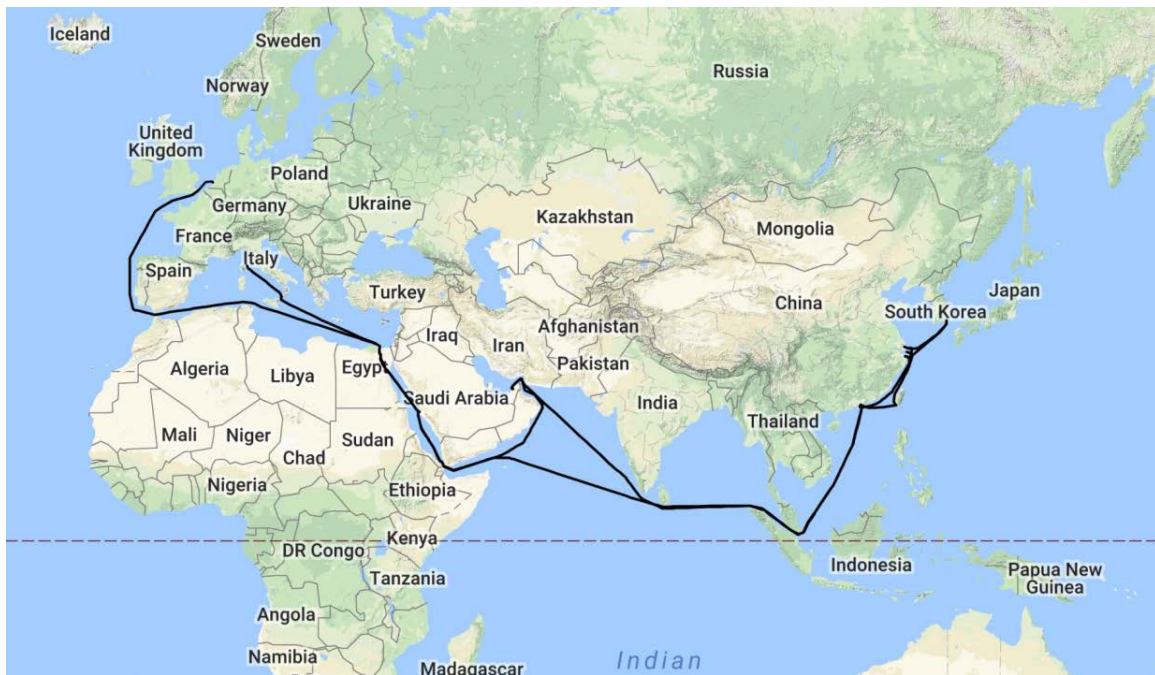 Iceland
Sweden
Norway
Russia
United
Kingdom
Poland
Germany
Ukraine
Kazakhstan
Mongolia
France
Italy
Spain
Turkey
China
Japan
South Korea
Iraq
Iran
Afghanistan
Pakistan
Algeria
Libya
Egypt
Saudi Arabia
India
Thailand
Mali
Niger
Chad
Sudan
Nigeria
Ethiopia
DR Congo
Kenya
Tanzania
Indonesia
Papua New
Guinea
Angola
Namibia
Madagascar
Indian